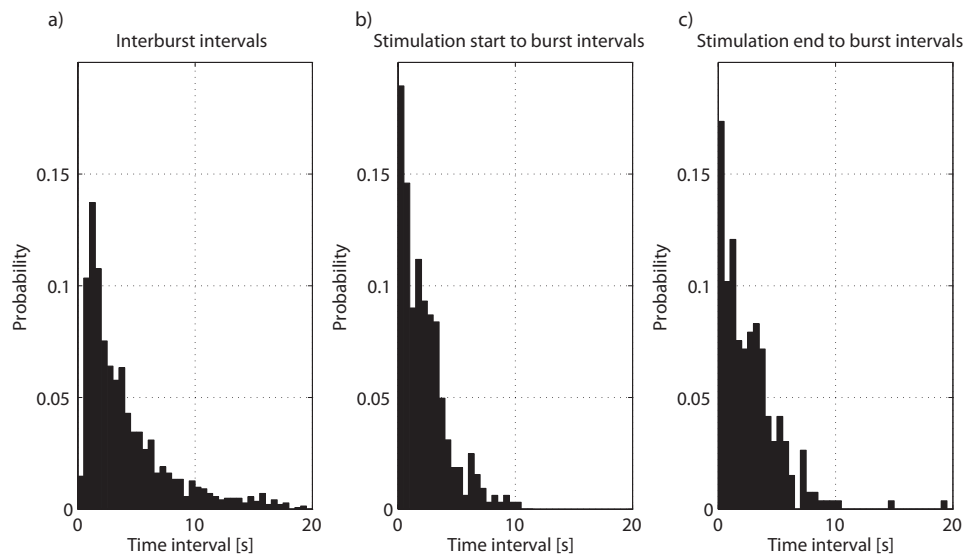 a)
Interburst intervals
Probability
0.15
0.1
0.05
0
0
10
20
Time interval [s]
b)
Stimulation start to burst intervals
Probability
0.15
0.1
0.05
0
0
10
20
Time interval [s]
c)
Stimulation end to burst intervals
Probability
0.15
0.1
0.05
0
0
10
20
Time interval [s]